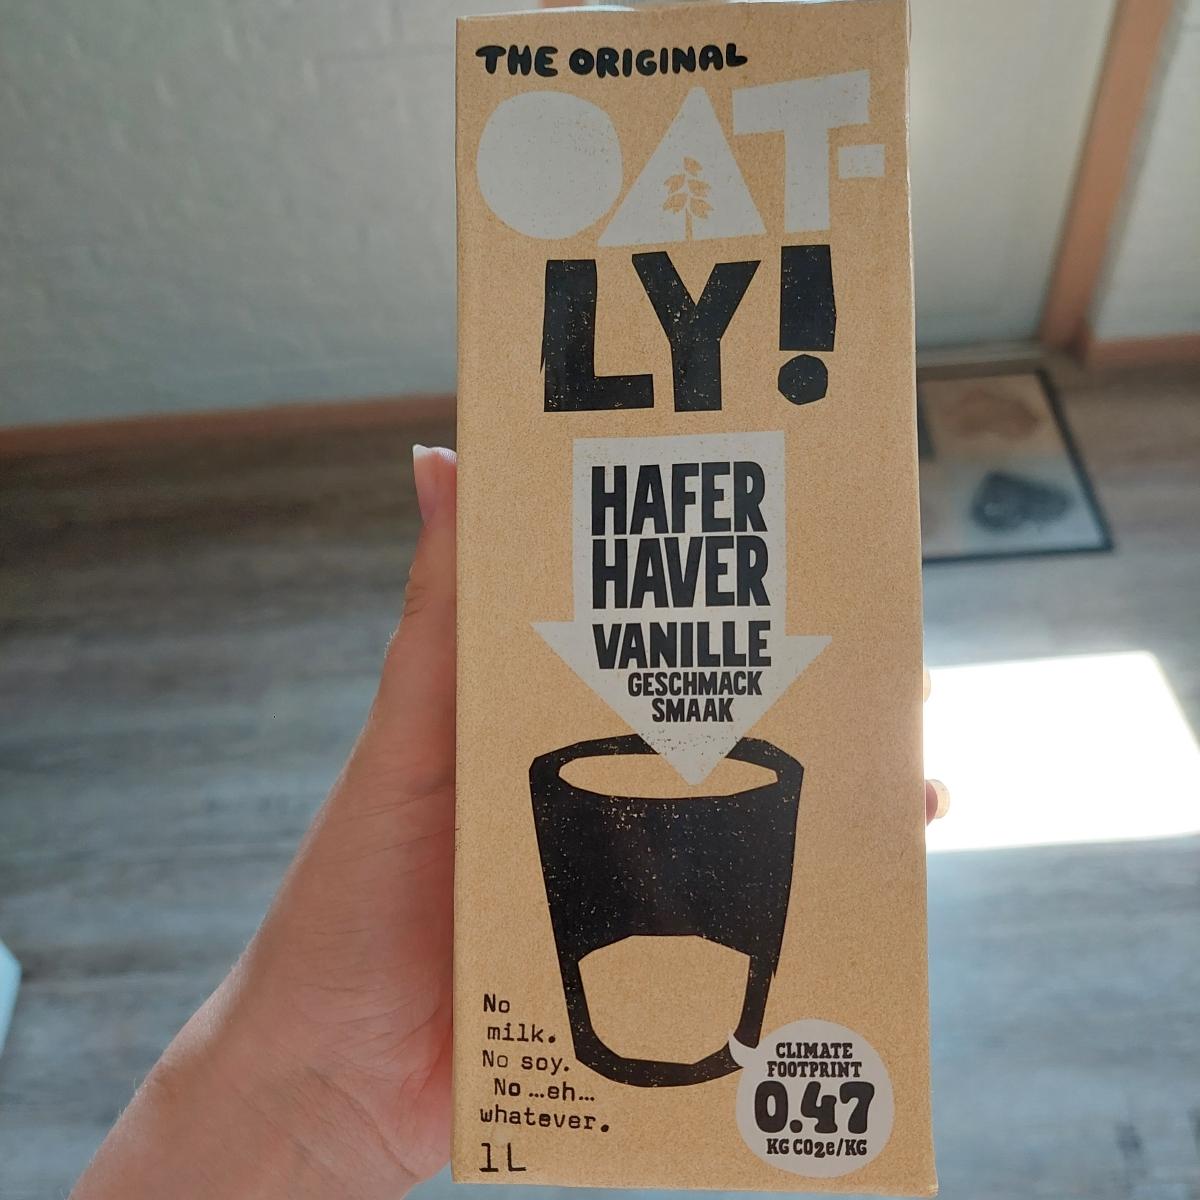 THE ORIGINAL
OAT-
LY!
HAFER
HAVER
VANILLE
GESCHMACK
SMAAK
No
milk.
No soy.
No ...eh...
whatever.
1L
CLIMATE
FOOTPRINT
0.47
KG CO2e/KG